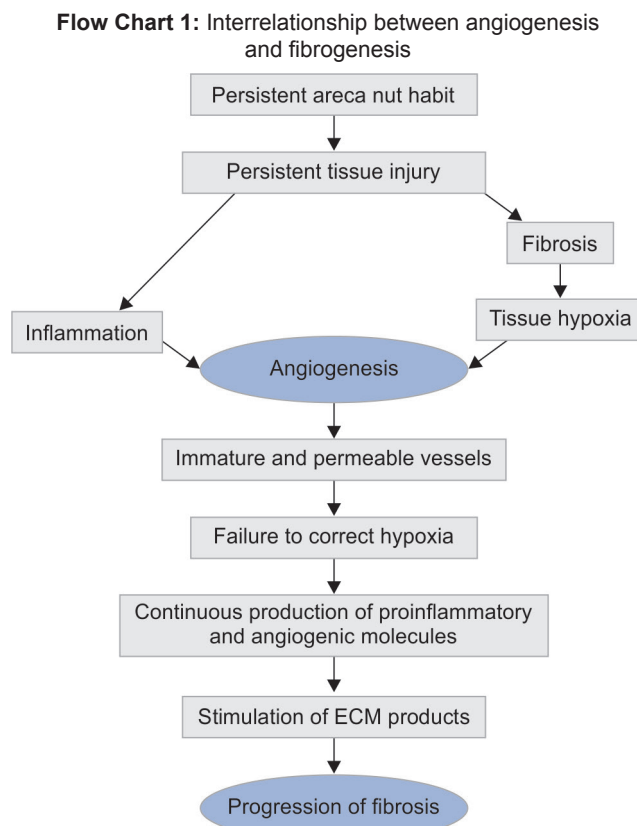 Flow Chart 1: Interrelationship between angiogenesis
and fibrogenesis
Persistent areca nut habit
Persistent tissue injury
Fibrosis
Inflammation
Tissue hypoxia
Angiogenesis
Immature and permeable vessels
Failure to correct hypoxia
Continuous production of proinflammatory
and angiogenic molecules
Stimulation of ECM products
Progression of fibrosis